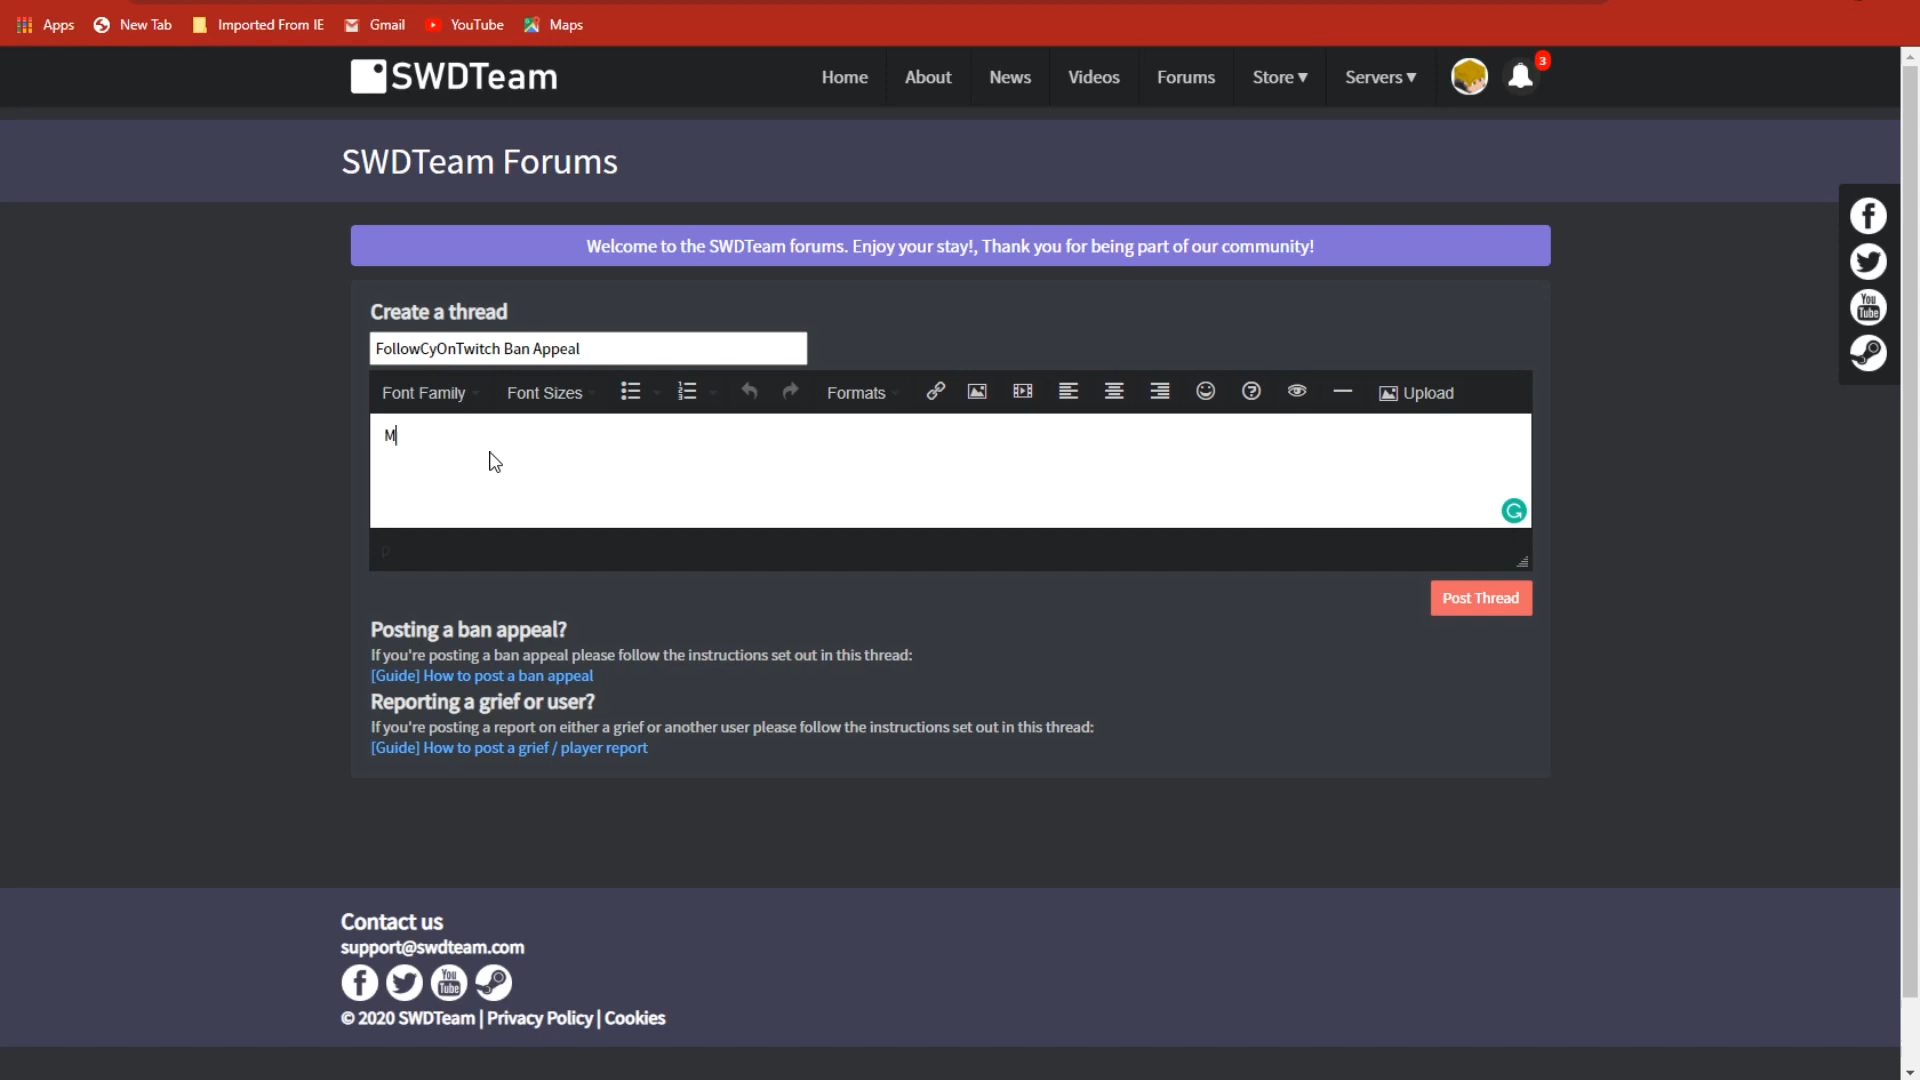 Apps New Tab Imported From IE Gmail YouTube Maps
SWDTeam Home About News Videos Forums Store▼ Servers▼ 3
SWDTeam Forums
Welcome to the SWDTeam forums. Enjoy your stay!, Thank you for being part of our community!
Create a thread
FollowCyOnTwitch Ban Appeal
Font Family Font Sizes Formats Upload
M
p
Post Thread
Posting a ban appeal?
If you're posting a ban appeal please follow the instructions set out in this thread:
[Guide] How to post a ban appeal
Reporting a grief or user?
If you're posting a report on either a grief or another user please follow the instructions set out in this thread:
[Guide] How to post a grief / player report
Contact us
support@swdteam.com
You Tube
© 2020 SWDTeam | Privacy Policy | Cookies
You Tube